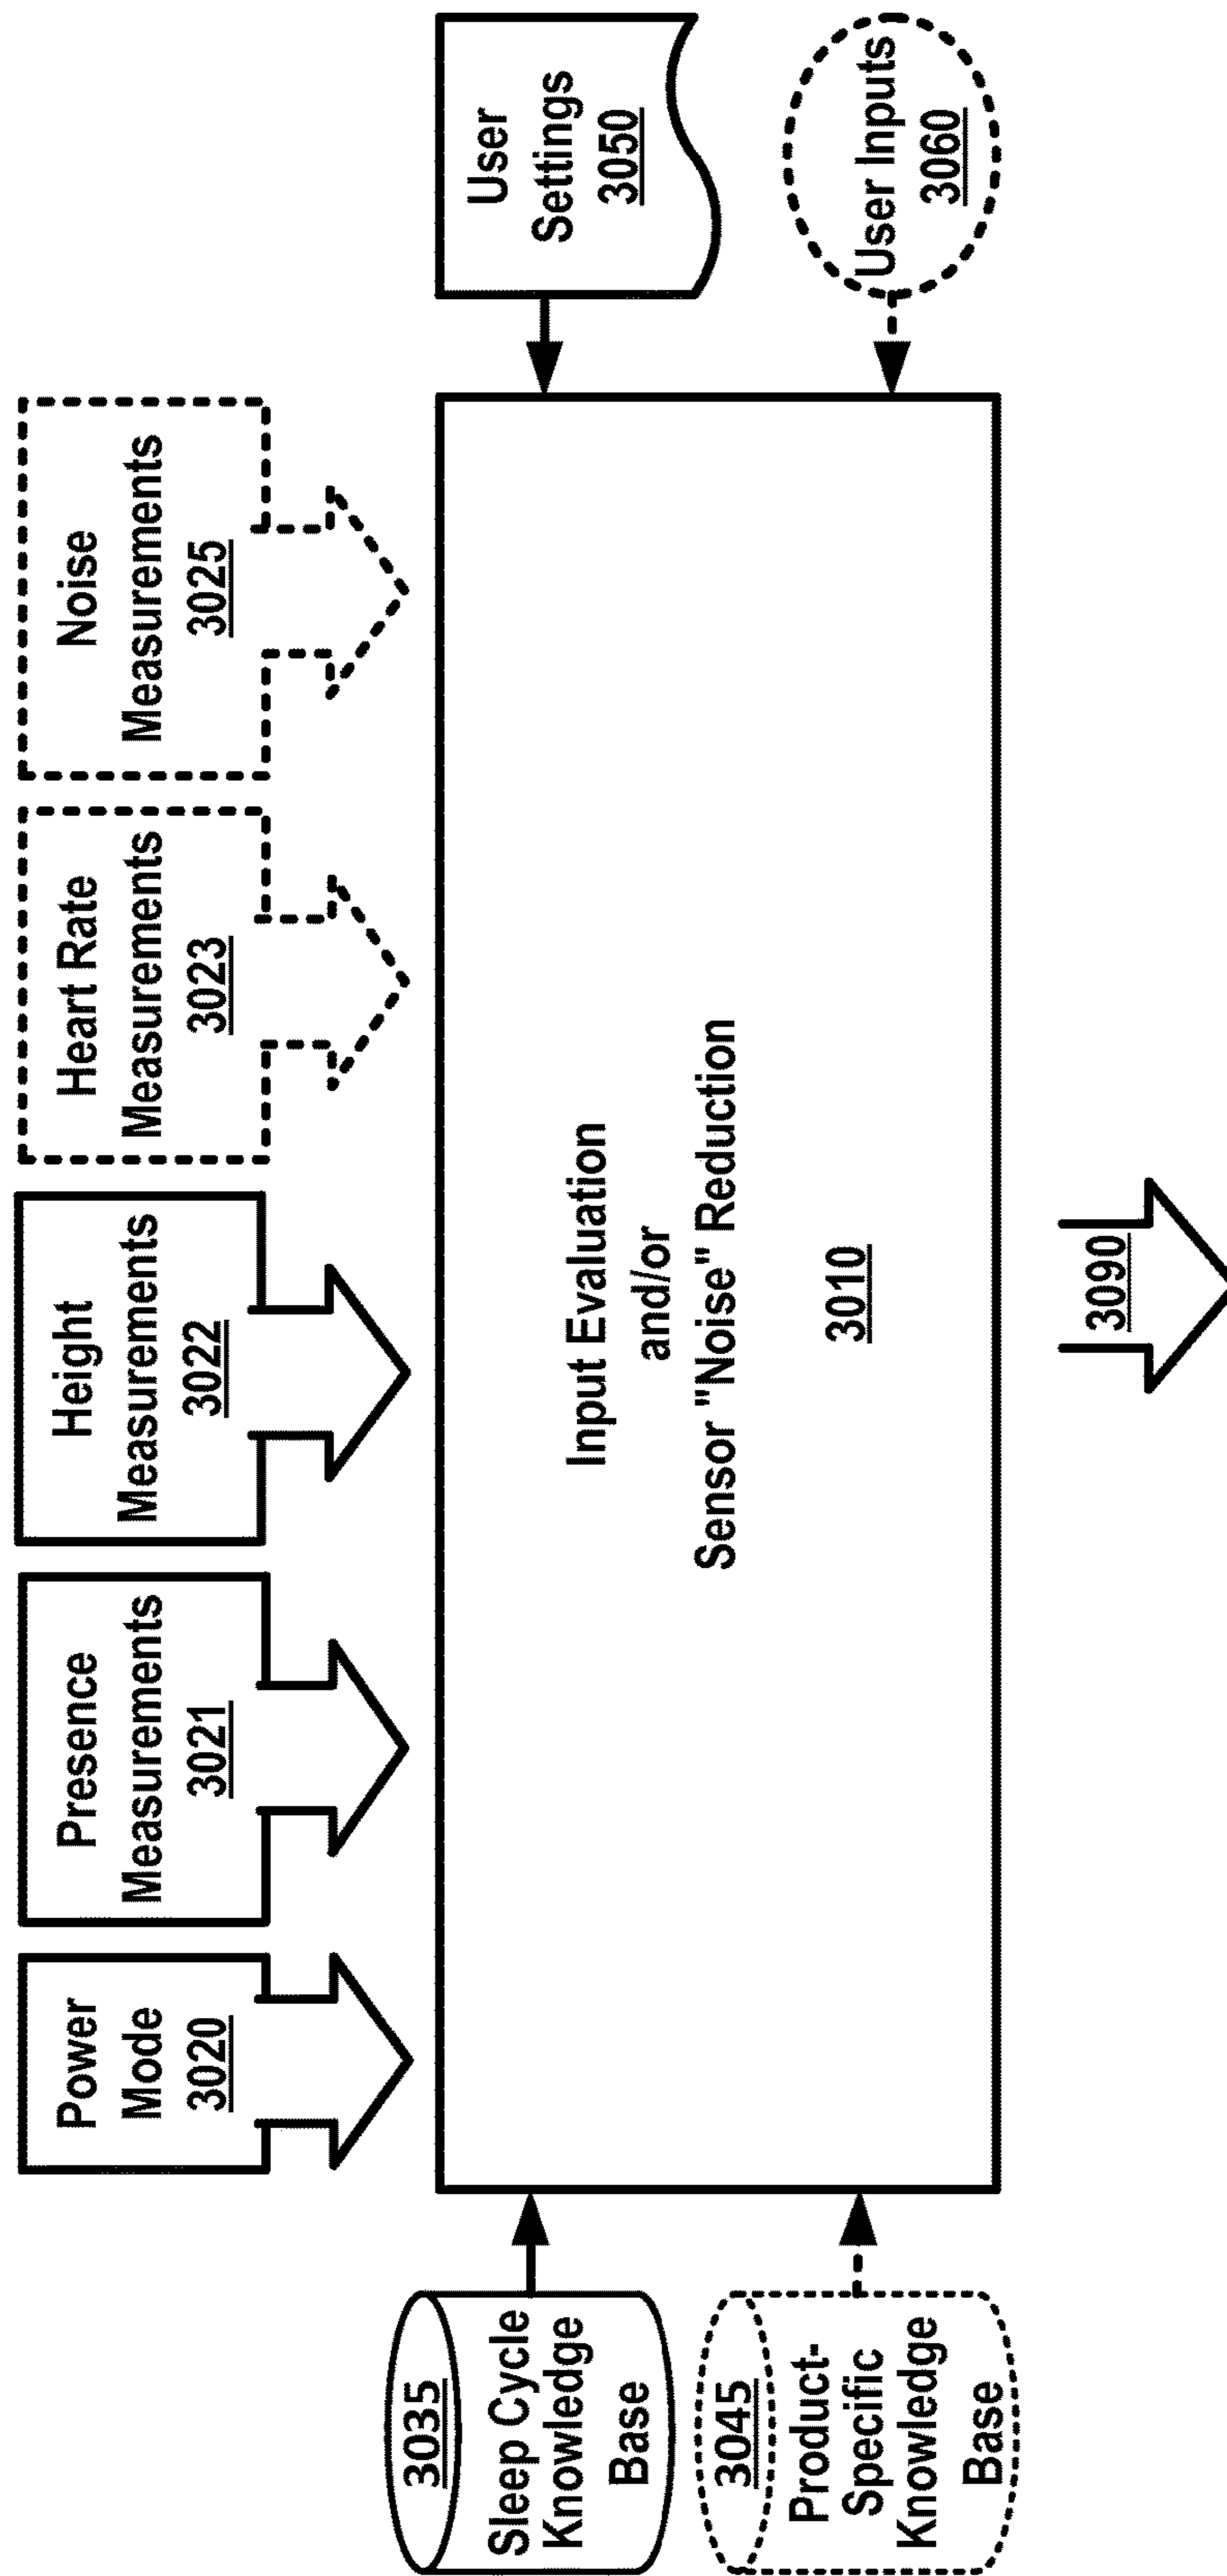 Power
Mode
3020
Presence
Measurements
3021
Height
Measurements
3022
Heart Rate
Measurements
3023
Noise
Measurements
3025
3035
Sleep Cycle
Knowledge
Base
3045
Product-
Specific
Knowledge
Base
Input Evaluation
and/or
Sensor "Noise" Reduction
3010
User
Settings
3050
User Inputs
3060
3090